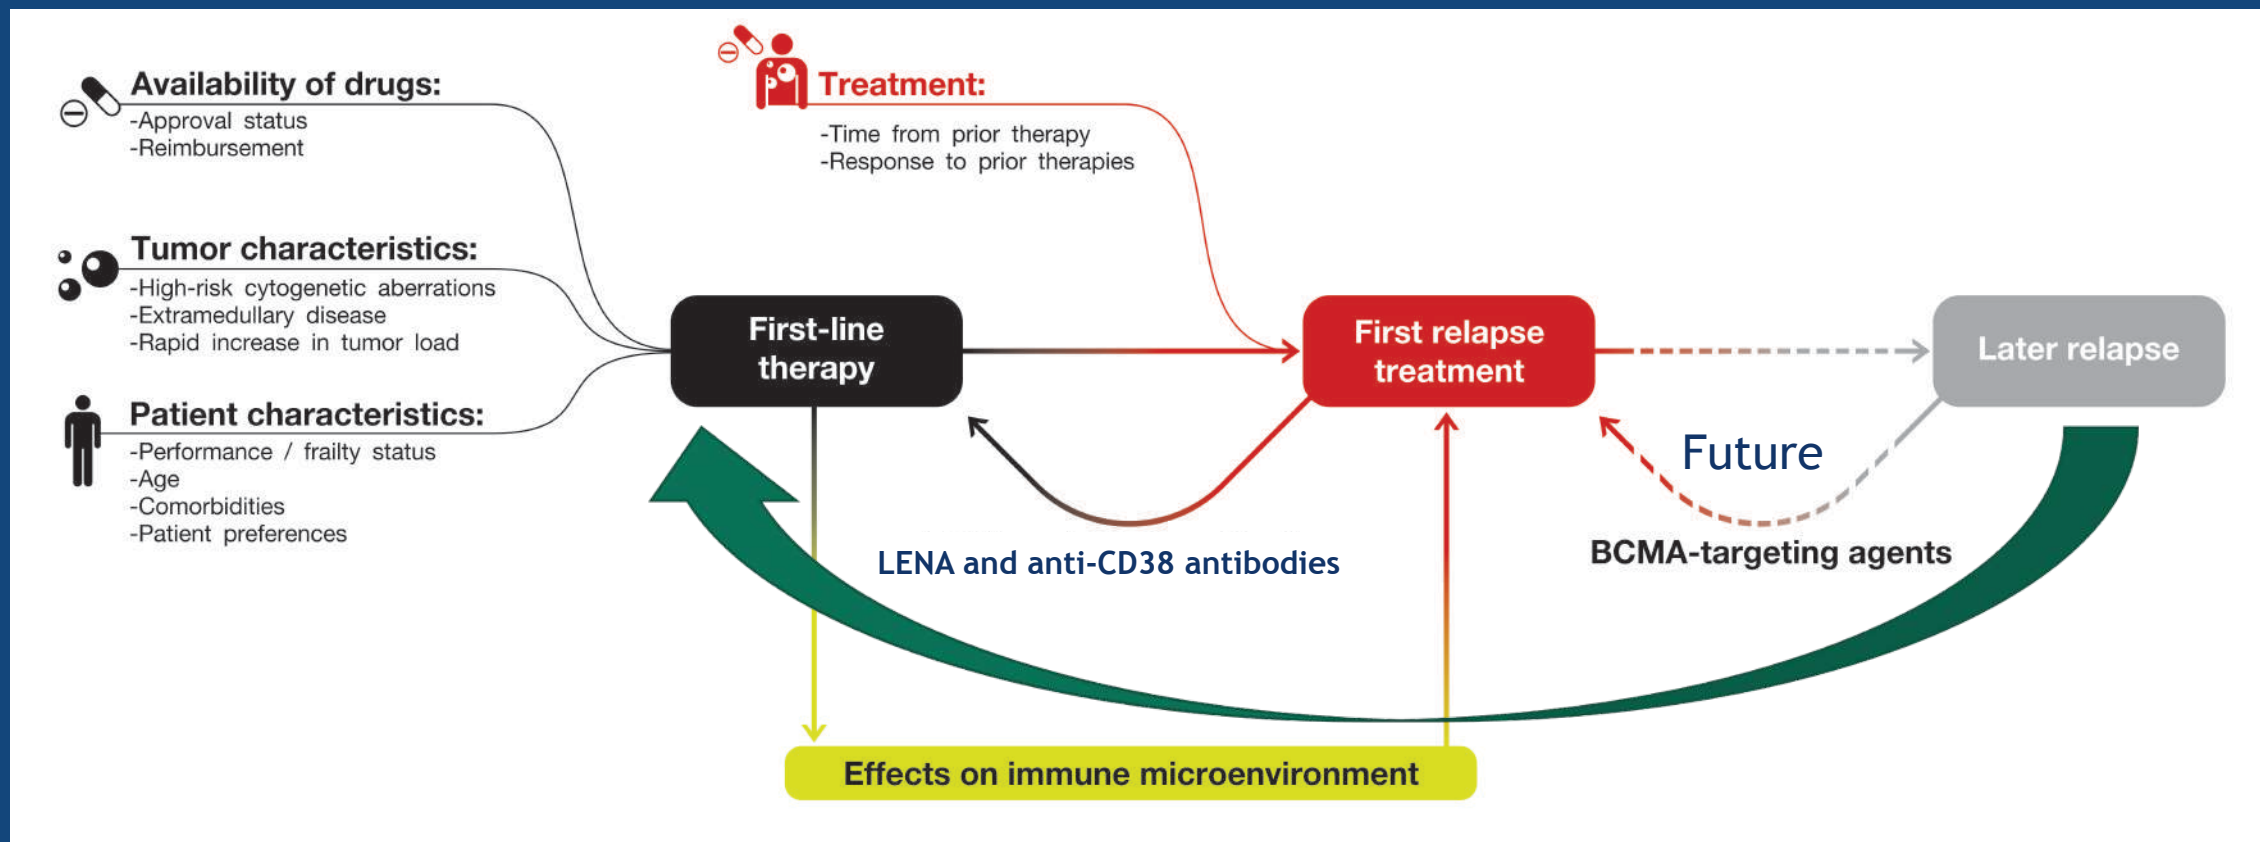 Availability of drugs:
-Approval status
-Reimbursement
Tumor characteristics:
-High-risk cytogenetic aberrations
-Extramedullary disease
-Rapid increase in tumor load
Patient characteristics:
-Performance / frailty status
-Age
-Comorbidities
-Patient preferences
Treatment:
-Time from prior therapy
-Response to prior therapies
First-line
therapy
First relapse
treatment
Later relapse
LENA and anti-CD38 antibodies
Future
BCMA-targeting agents
Effects on immune microenvironment